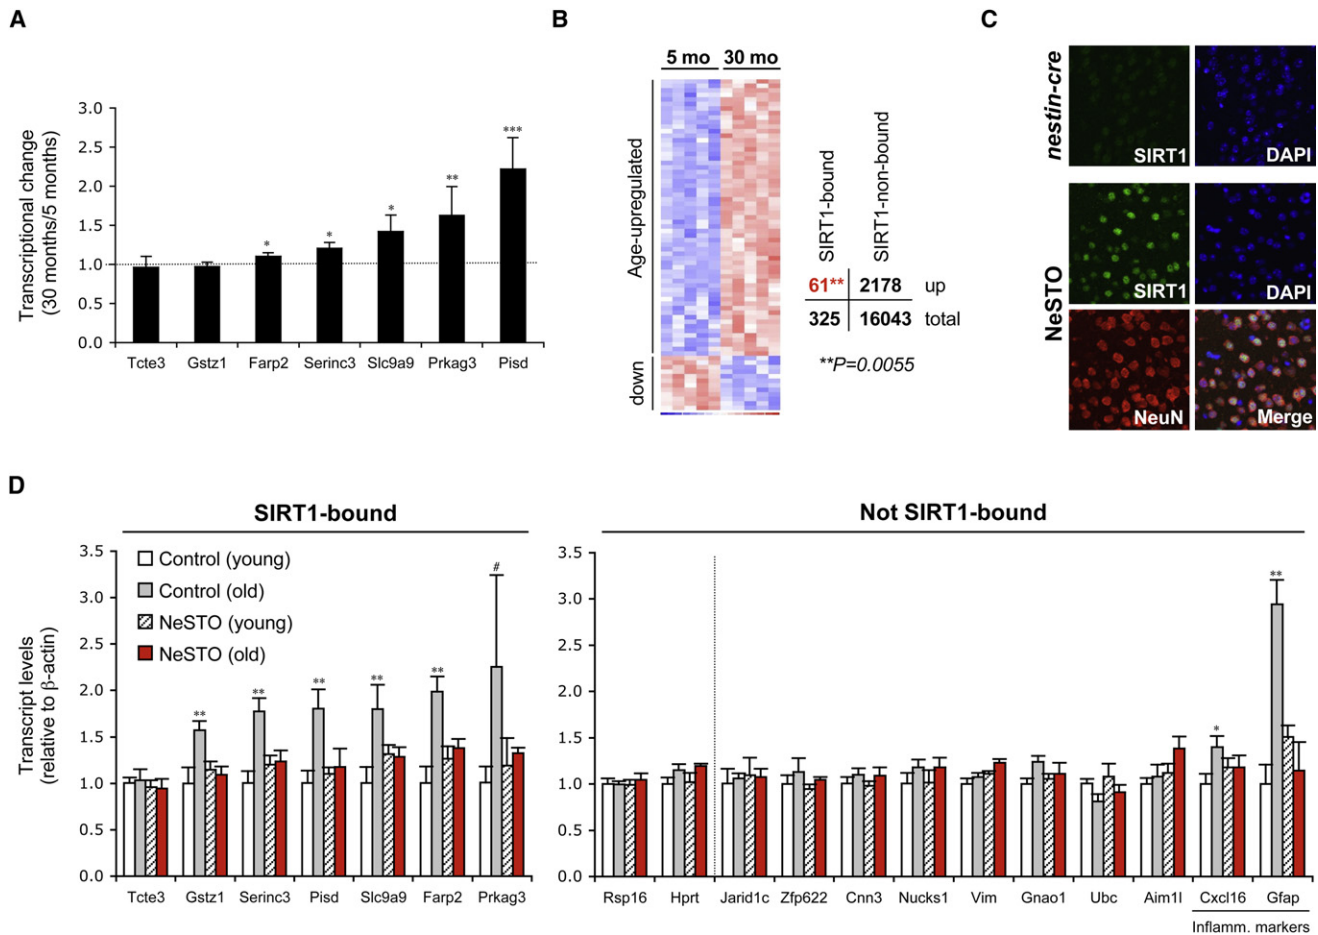 A
Transcriptional change
(30 months/5 months)
3.0
2.5
2.0
1.5
1.0
0.5
0.0
*
*
*
**
***
Tcte3 Gstz1 Farp2 Serinc3 Slc9a9 Prkag3 Pisd
B
5 mo 30 mo
Age-upregulated
down
SIRT1-bound
SIRT1-non-bound
61** 2178 up
325 16043 total
**P=0.0055
C
nestin-cre
SIRT1 DAPI
NeSTO
SIRT1 DAPI
NeuN Merge
D
SIRT1-bound
Transcript levels
(relative to β-actin)
3.5
3.0
2.5
2.0
1.5
1.0
0.5
0.0
Control (young)
Control (old)
NeSTO (young)
NeSTO (old)
**
**
**
**
**
#
Tcte3 Gstz1 Serinc3 Pisd Slc9a9 Farp2 Prkag3
Not SIRT1-bound
3.5
3.0
2.5
2.0
1.5
1.0
0.5
0.0
*
**
Rsp16 Hprt Jarid1c Zfp622 Cnn3 Nucks1 Vim Gnao1 Ubc Aim1l Cxcl16 Gfap
Inflamm. markers